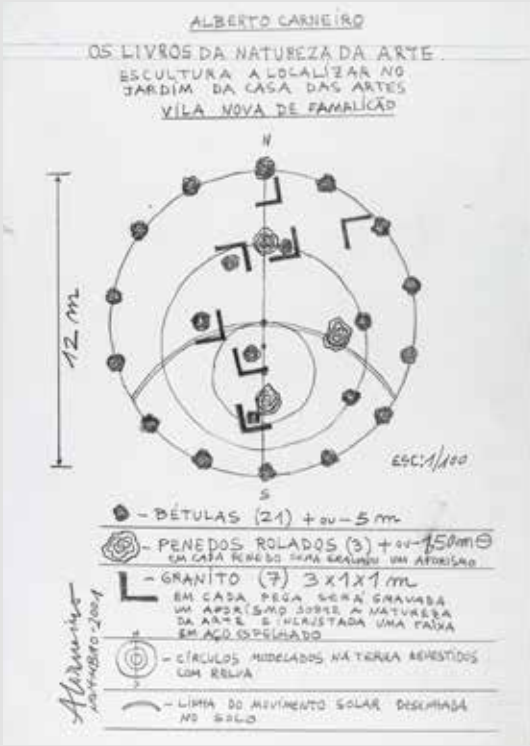 ALBERTO CARNEIRO
OS LIVROS DA NATUREZA DA ARTE
ESCULTURA A LOCALIZAR NO
JARDIM DA CASA DAS ARTES
VILA NOVA DE FAMALICÃO
N
12 m
S
ESC: 1/100
- BÉTULAS (21) + ou - 5 m
- PENEDOS ROLADOS (3) + ou - 1,50m
EM CADA PENEDO SERÁ GRAVADO UM AFORISMO
- GRANITO (7) 3 x 1 x 1 m
EM CADA PEÇA SERÁ GRAVADA
UM AFORISMO SOBRE A NATUREZA
DA ARTE E INCRUSTADA UMA FAIXA
EM AÇO ESPELHADO
- CÍRCULOS MODELADOS NA TERRA REVESTIDOS
COM RELVA
- LINHA DO MOVIMENTO SOLAR DESENHADA
NO SOLO